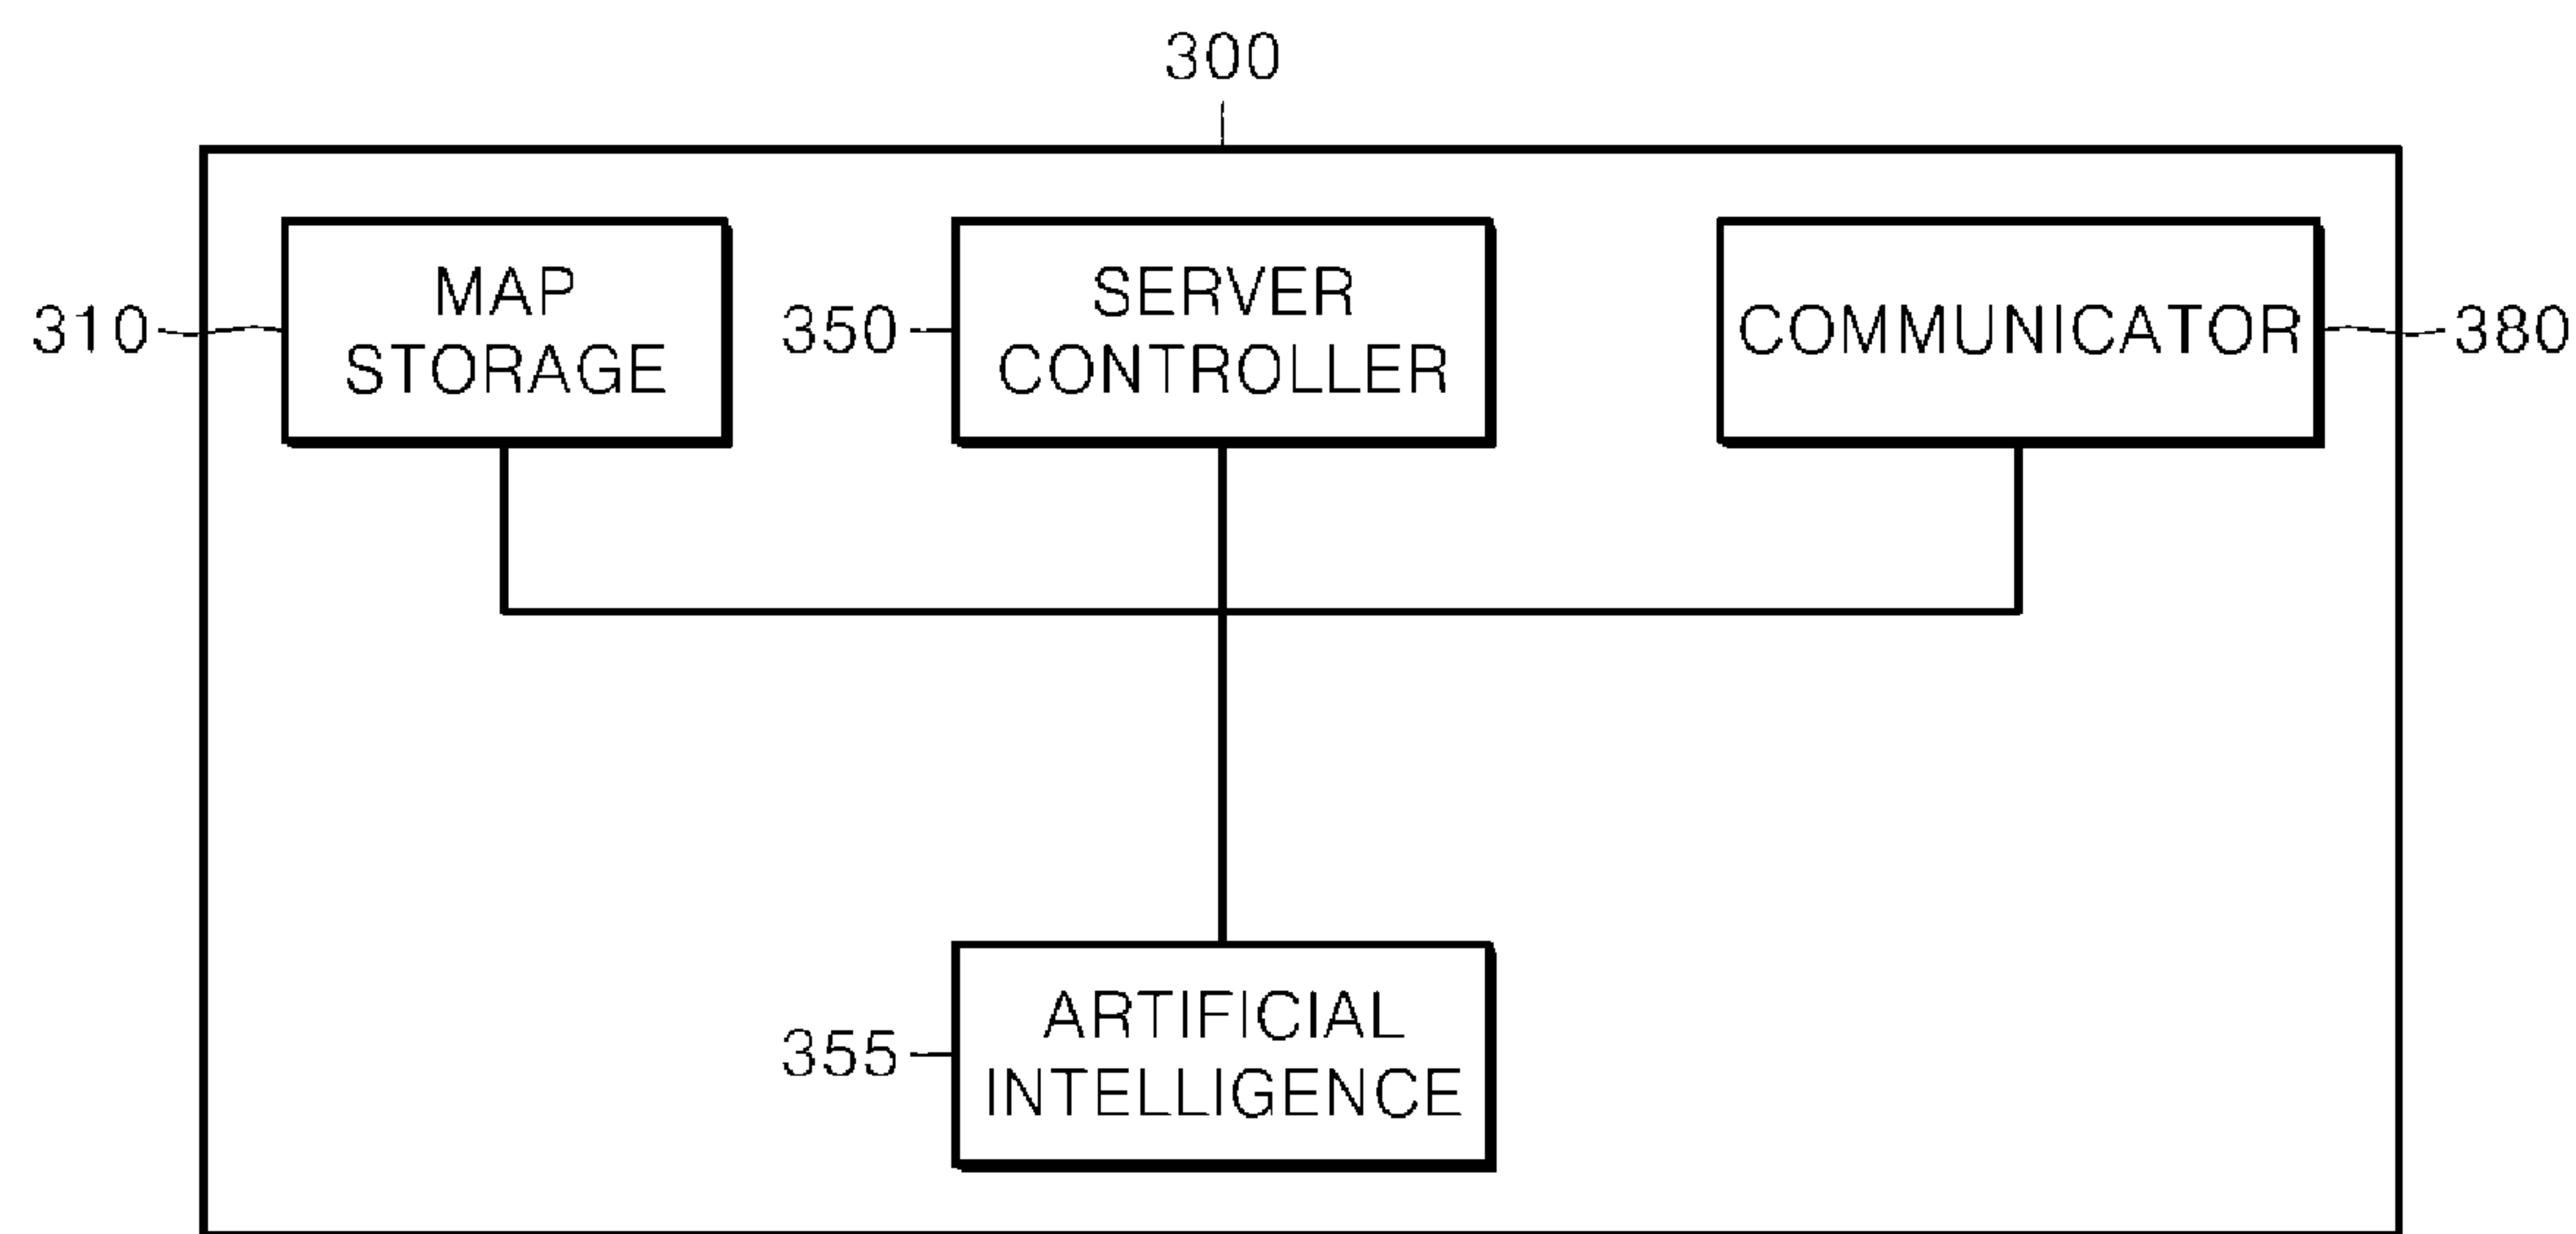 300
310
MAP
STORAGE
350
SERVER
CONTROLLER
COMMUNICATOR
380
355
ARTIFICIAL
INTELLIGENCE